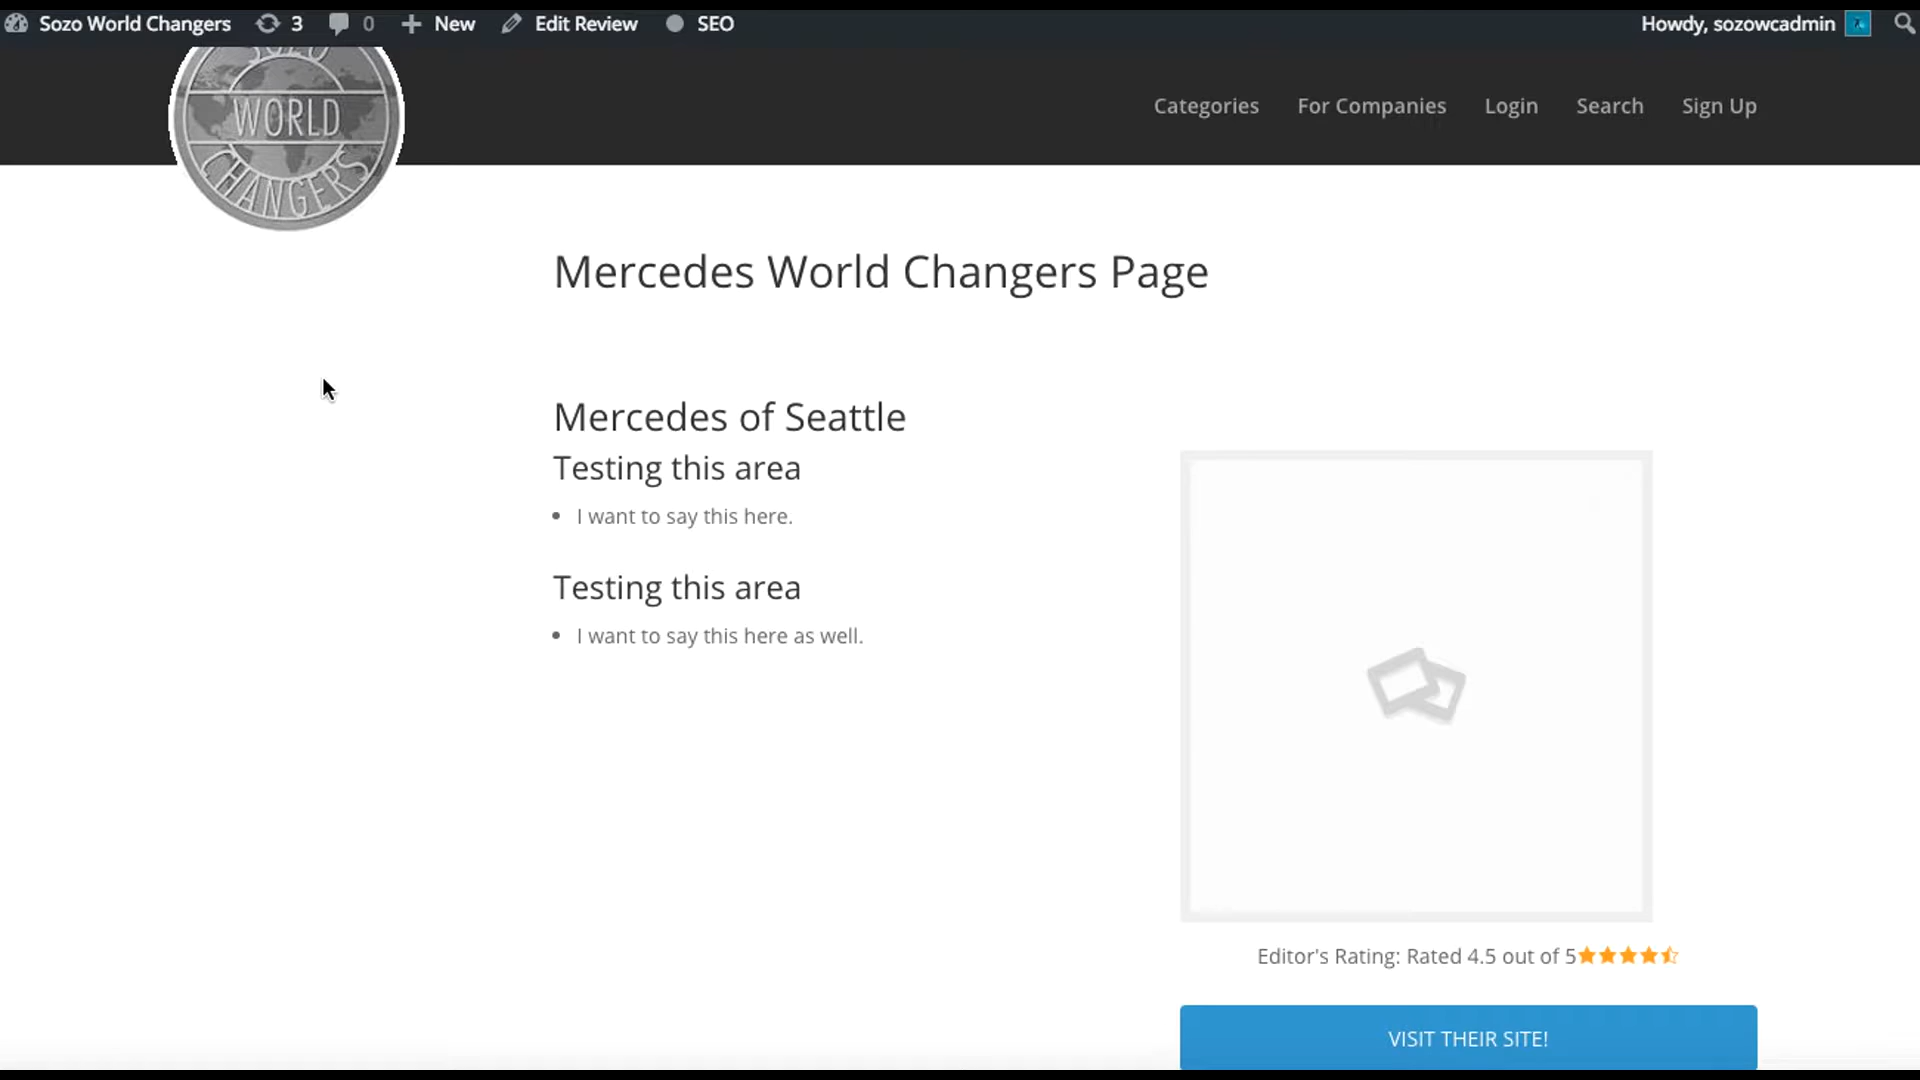 Sozo World Changers 3 0 New Edit Review SEO Howdy, sozowcadmin
SOZO
WORLD
CHANGERS
Categories For Companies Login Search Sign Up
Mercedes World Changers Page
Mercedes of Seattle
Testing this area
• I want to say this here.
Testing this area
• I want to say this here as well.
Editor's Rating: Rated 4.5 out of 5
VISIT THEIR SITE!